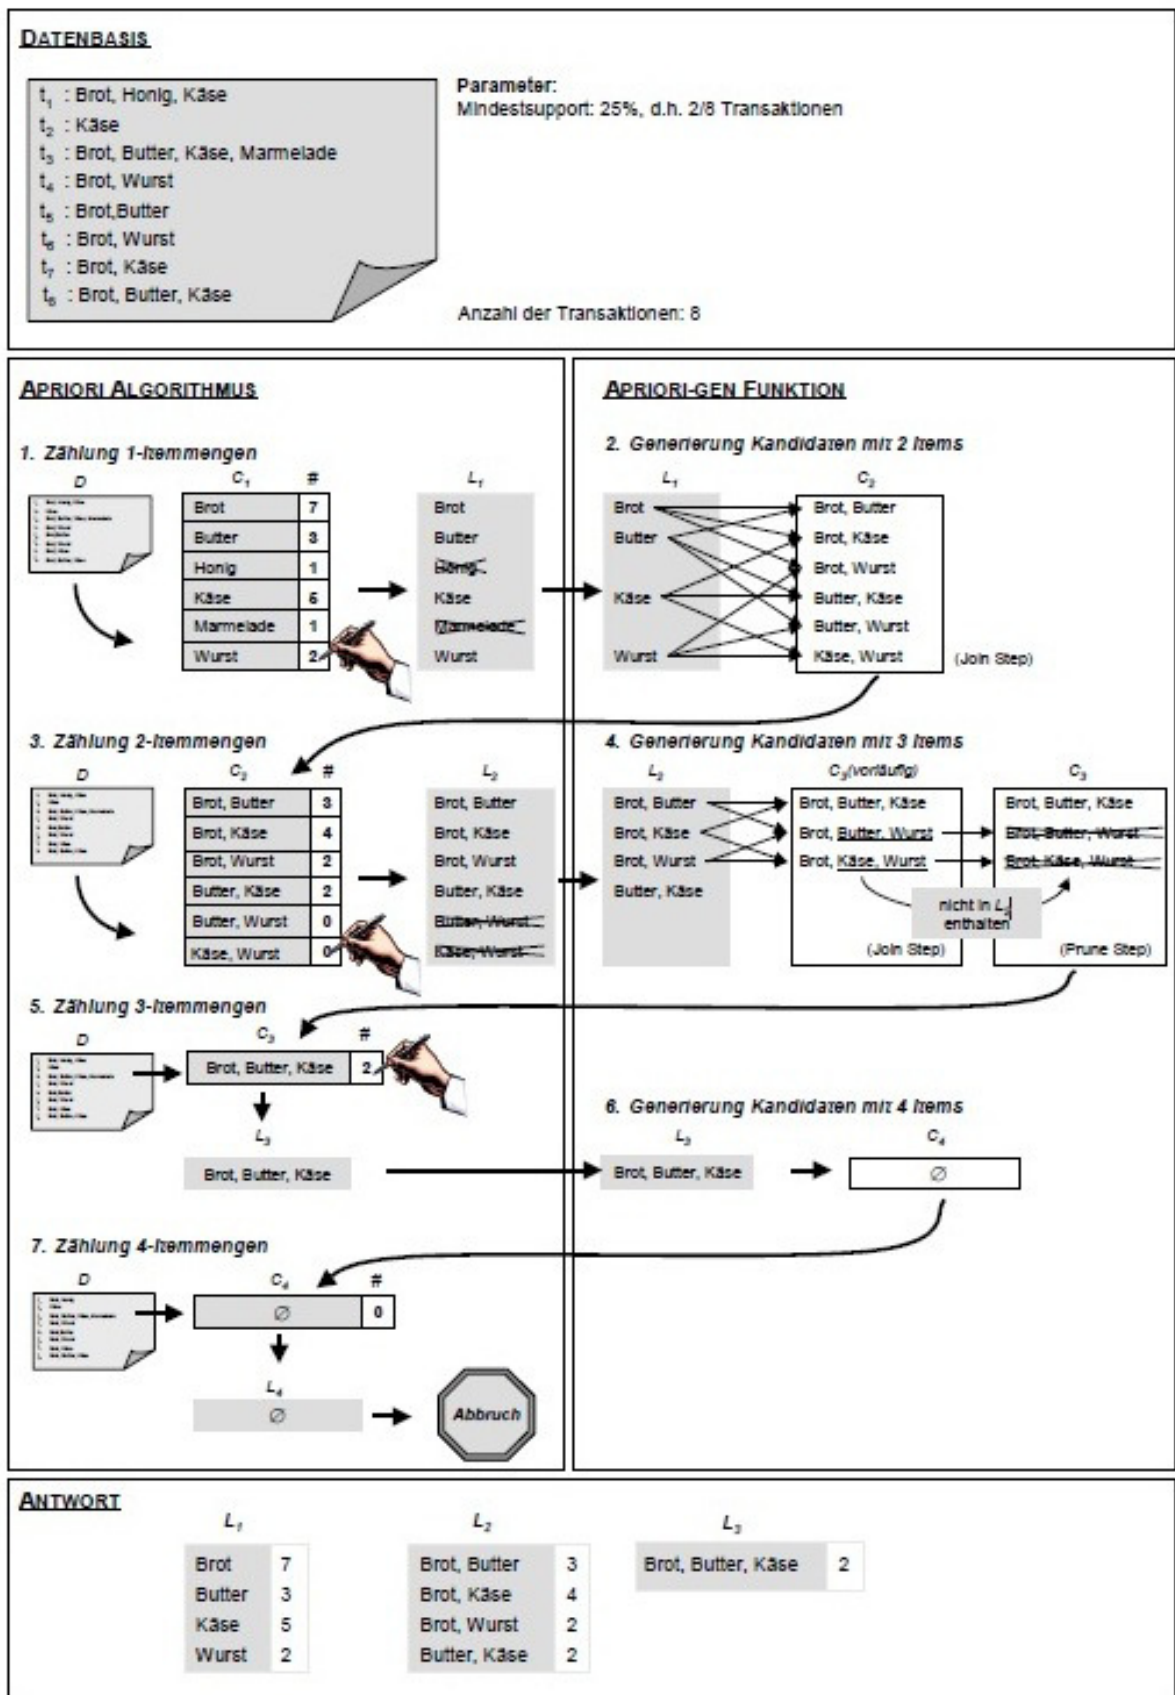 DATENBASIS
t1 : Brot, Honig, Käse
t2 : Käse
t3 : Brot, Butter, Käse, Marmelade
t4 : Brot, Wurst
t5 : Brot,Butter
t6 : Brot, Wurst
t7 : Brot, Käse
t8 : Brot, Butter, Käse
Parameter:
Mindestsupport: 25%, d.h. 2/8 Transaktionen
Anzahl der Transaktionen: 8
APRIORI ALGORITHMUS
1. Zählung 1-Itemmengen
D
C1 #
Brot 7
Butter 3
Honig 1
Käse 5
Marmelade 1
Wurst 2
L1
Brot
Butter
Honig
Käse
Marmelade
Wurst
APRIORI-GEN FUNKTION
2. Generierung Kandidaten mit 2 Items
L1
Brot
Butter
Käse
Wurst
C2
Brot, Butter
Brot, Käse
Brot, Wurst
Butter, Käse
Butter, Wurst
Käse, Wurst
(Join Step)
3. Zählung 2-Itemmengen
D
C2 #
Brot, Butter 3
Brot, Käse 4
Brot, Wurst 2
Butter, Käse 2
Butter, Wurst 0
Käse, Wurst 0
L2
Brot, Butter
Brot, Käse
Brot, Wurst
Butter, Käse
Butter, Wurst
Käse, Wurst
4. Generierung Kandidaten mit 3 Items
L2
Brot, Butter
Brot, Käse
Brot, Wurst
Butter, Käse
C3(vorläufig)
Brot, Butter, Käse
Brot, Butter, Wurst
Brot, Käse, Wurst
(Join Step)
C3
Brot, Butter, Käse
Brot, Butter, Wurst
Brot, Käse, Wurst
nicht in L2
enthalten
(Prune Step)
5. Zählung 3-Itemmengen
D
C3 #
Brot, Butter, Käse 2
L3
Brot, Butter, Käse
6. Generierung Kandidaten mit 4 Items
L3
Brot, Butter, Käse
C4
∅
7. Zählung 4-Itemmengen
D
C4 #
∅ 0
L4
∅
Abbruch
ANTWORT
L1
Brot 7
Butter 3
Käse 5
Wurst 2
L2
Brot, Butter 3
Brot, Käse 4
Brot, Wurst 2
Butter, Käse 2
L3
Brot, Butter, Käse 2